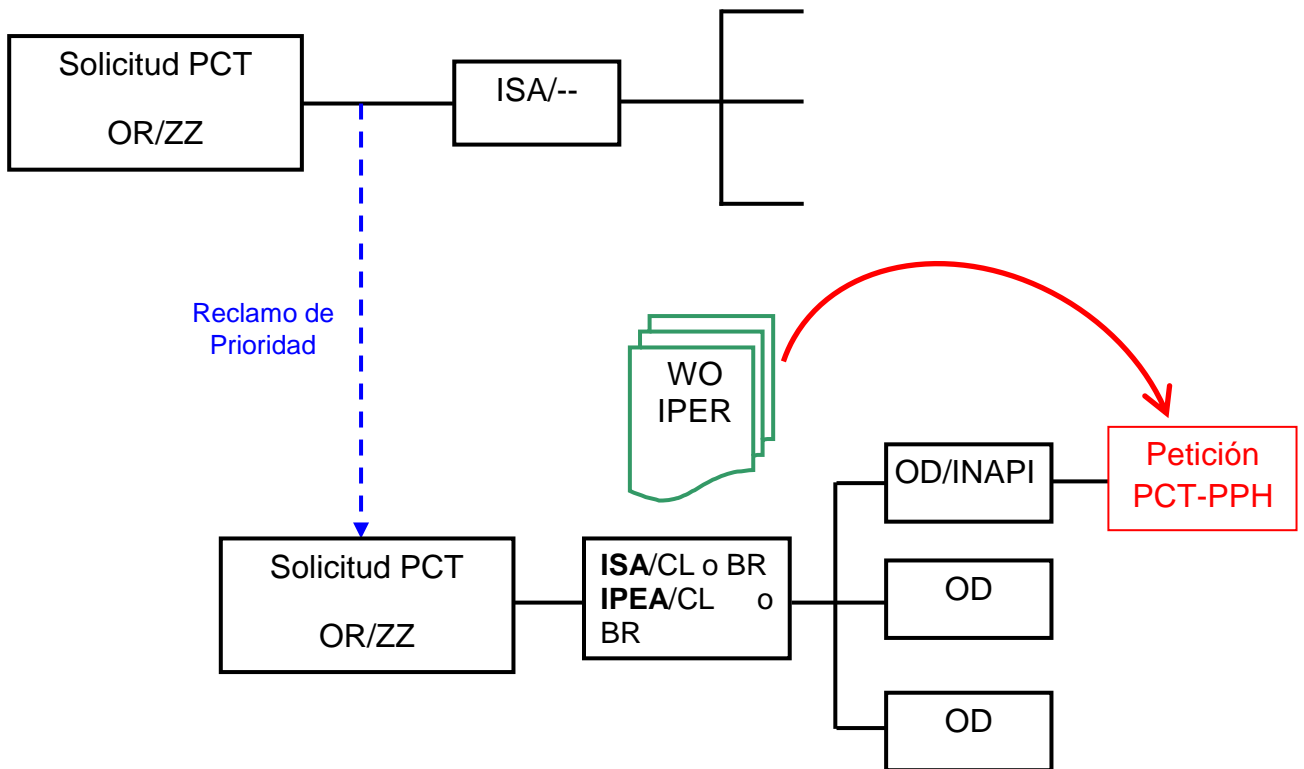 Solicitud PCT
OR/ZZ
ISA/--
Reclamo de
Prioridad
WO
IPER
OD/INAPI
Petición
PCT-PPH
Solicitud PCT
OR/ZZ
ISA/CL o BR
IPEA/CL o
BR
OD
OD